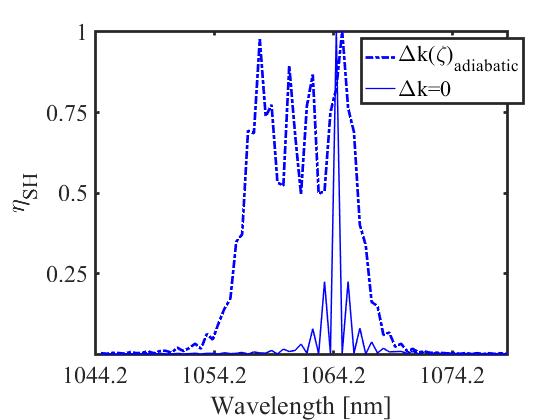 1
0.75
0.5
0.25
η_SH
1044.2 1054.2 1064.2 1074.2
Wavelength [nm]
Δk(ζ)_adiabatic
Δk=0